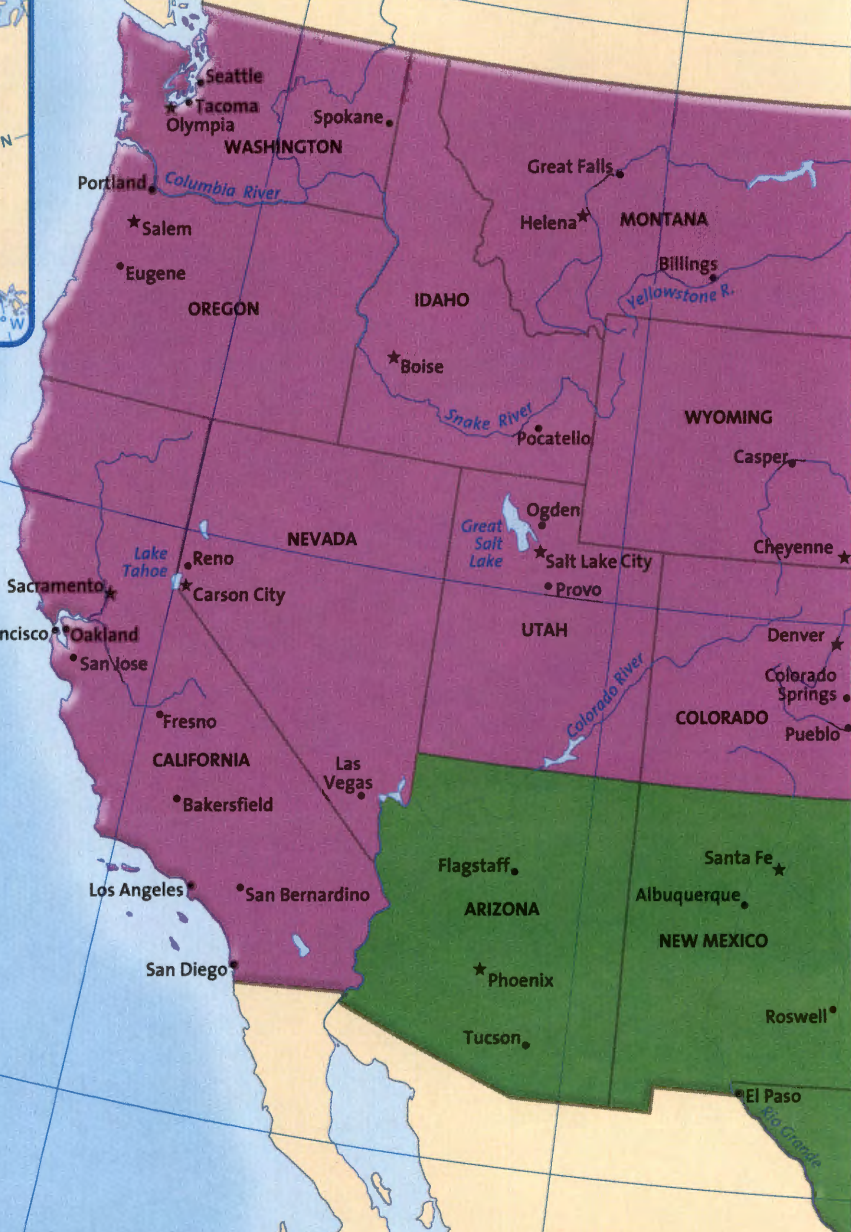 Seattle
Tacoma
Olympia
Spokane
WASHINGTON
N
Portland
Columbia River
Great Falls
Salem
Helena
MONTANA
Eugene
Billings
Yellowstone R.
OREGON
IDAHO
° W
Boise
Snake River
WYOMING
Pocatello
Casper
Ogden
Great
Salt
Lake
NEVADA
Lake
Tahoe
Reno
Salt Lake City
Cheyenne
Sacramento
Carson City
Provo
ncisco
Oakland
UTAH
Denver
San Jose
Colorado River
Colorado
Springs
Fresno
COLORADO
Pueblo
CALIFORNIA
Las
Vegas
Bakersfield
Santa Fe
Flagstaff
Los Angeles
San Bernardino
Albuquerque
ARIZONA
NEW MEXICO
San Diego
Phoenix
Roswell
Tucson
El Paso
Rio Grande